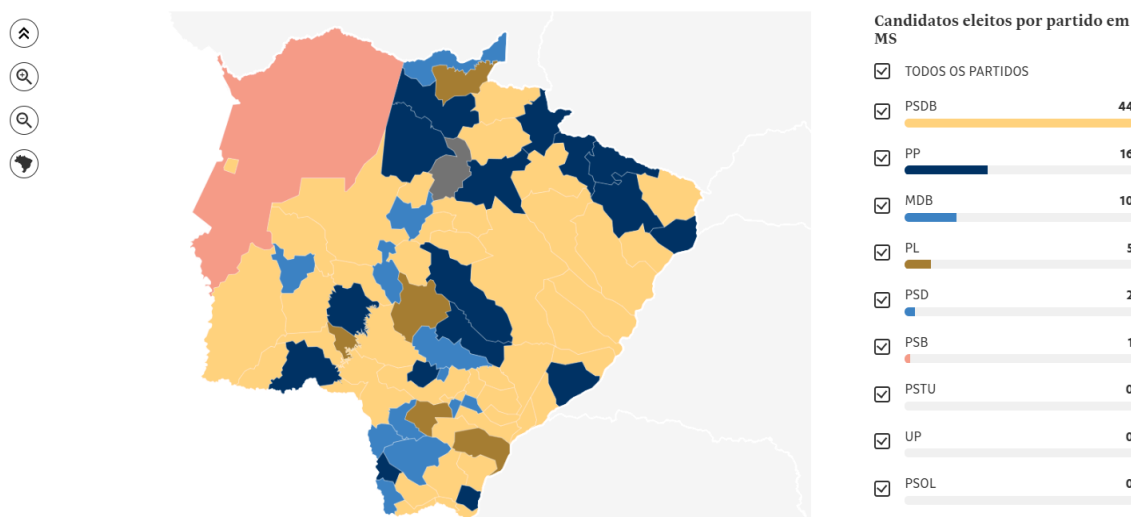 Candidatos eleitos por partido em
MS
TODOS OS PARTIDOS
PSDB 44
PP 16
MDB 10
PL 5
PSD 2
PSB 1
PSTU 0
UP 0
PSOL 0